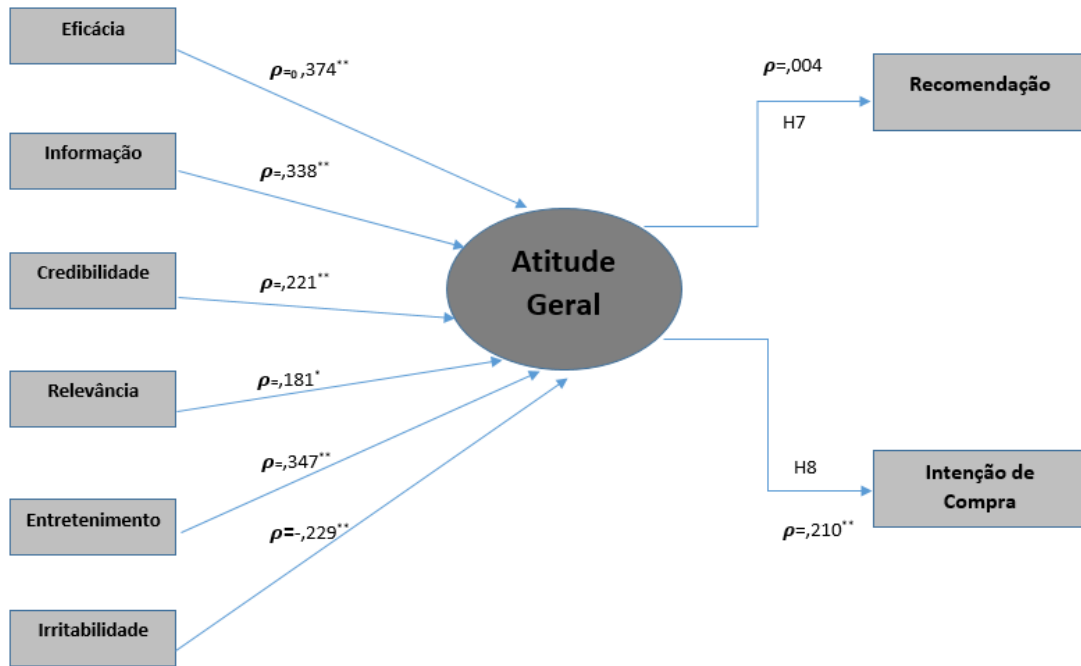 Eficácia
ρ=0 ,374**
Informação
ρ=,338**
Credibilidade
ρ=,221**
Relevância
ρ=,181*
Entretenimento
ρ=,347**
Irritabilidade
ρ=-,229**
Atitude
Geral
ρ=,004
H7
Recomendação
H8
ρ=,210**
Intenção de
Compra